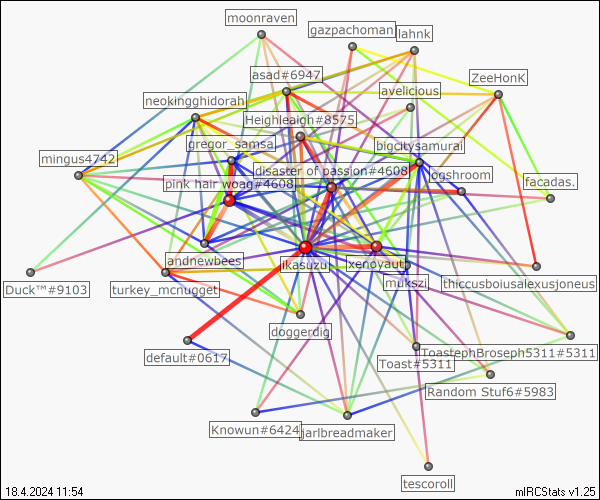 moonraven
gazpachoman
lahnk
asad#6947
ZeeHonK
avelicious
neokingghidorah
Heighleaigh#8575
gregor_samsa
bigcitysamurai
mingus4742
disaster of passion#4608
pink hair woag#4608
ogshroom
facadas.
andnewbees
ikasuzu
xenoyaut
mukszi
Duck™#9103
turkey_mcnugget
thiccusboiusalexusjoneus
doggerdig
default#0617
ToastephBroseph5311#5311
Toast#5311
Random Stuf6#5983
Knowun#6424
jarlbreadmaker
tescoroll
18.4.2024 11:54
mIRCStats v1.25